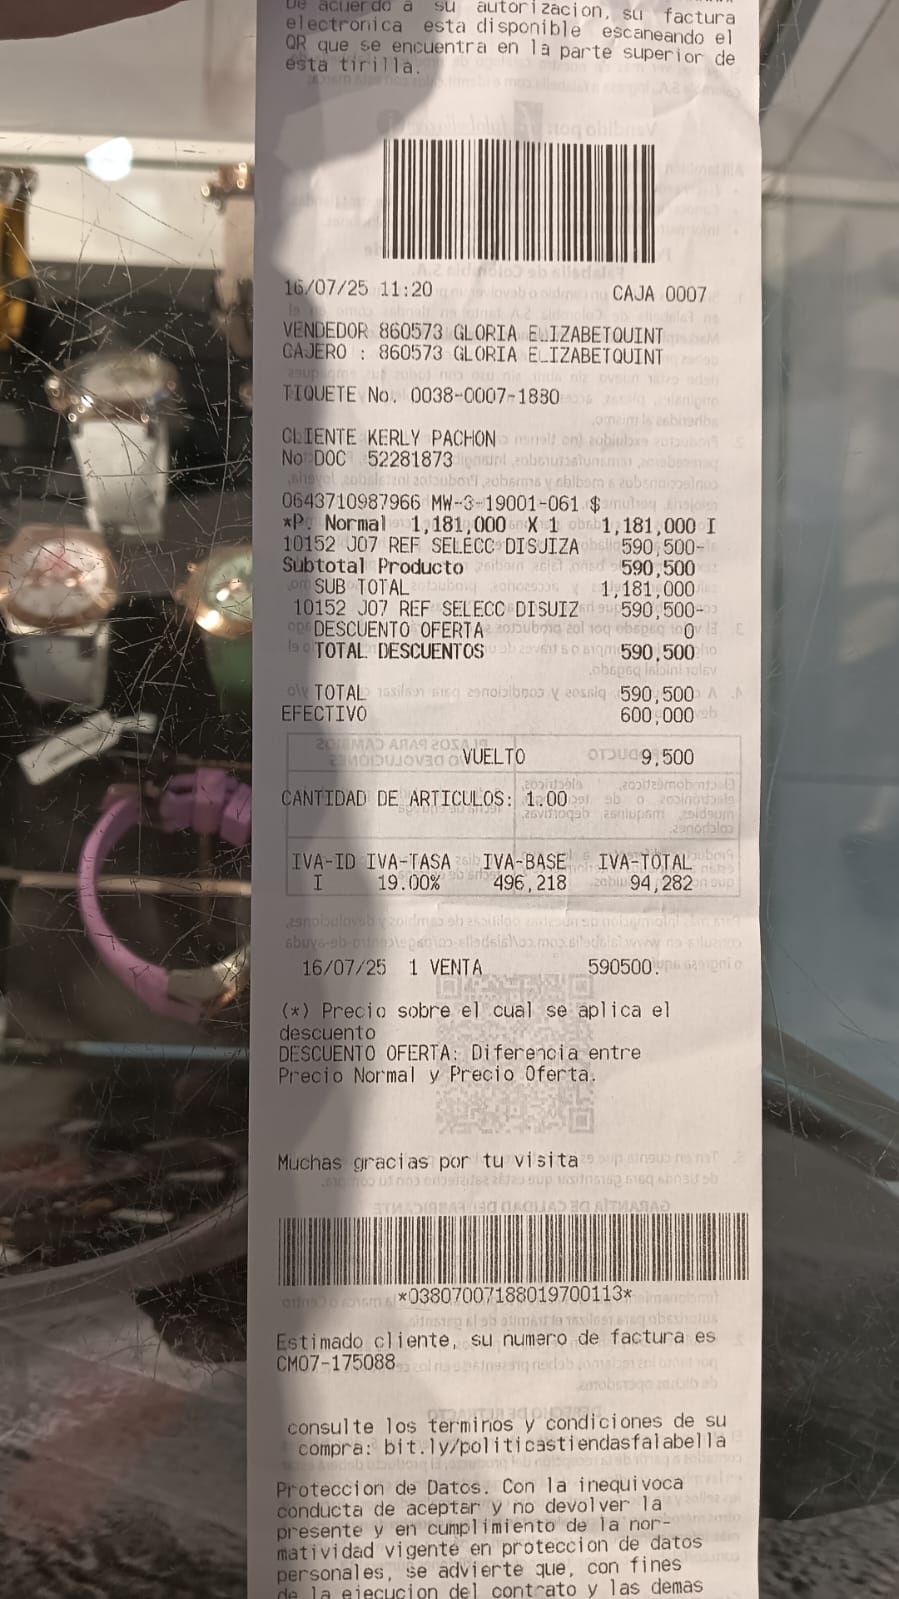 De acuerdo a su autorizacion, su factura
electronica esta disponible escaneando el
QR que se encuentra en la parte superior de
esta tirilla.
16/07/25 11:20 CAJA 0007
VENDEDOR 860573 GLORIA ELIZABETQUINT
CAJERO : 860573 GLORIA ELIZABETQUINT
TIQUETE No. 0038-0007-1880
CLIENTE KERLY PACHON
No DOC 52281873
0643710987966 MW-3-19001-061 $
*P. Normal 1,181,000 X 1 1,181,000 I
10152 J07 REF SELECC DISUIZA 590,500-
Subtotal Producto 590,500
SUB TOTAL 1,181,000
10152 J07 REF SELECC DISUIZ 590,500-
DESCUENTO OFERTA 0
TOTAL DESCUENTOS 590,500
TOTAL 590,500
EFECTIVO 600,000
VUELTO 9,500
CANTIDAD DE ARTICULOS: 1.00
IVA-ID IVA-TASA IVA-BASE IVA-TOTAL
I 19.00% 496,218 94,282
16/07/25 1 VENTA 590500.
(*) Precio sobre el cual se aplica el
descuento
DESCUENTO OFERTA: Diferencia entre
Precio Normal y Precio Oferta.
Muchas gracias por tu visita
*03807007188019700113*
Estimado cliente, su numero de factura es
CM07-175088
consulte los terminos y condiciones de su
compra: bit.ly/politicastiendasfalabella
Proteccion de Datos. Con la inequivoca
conducta de aceptar y no devolver la
presente y en cumplimiento de la nor-
matividad vigente en proteccion de datos
personales, se advierte que, con fines
de la ejecucion del contrato y las demas